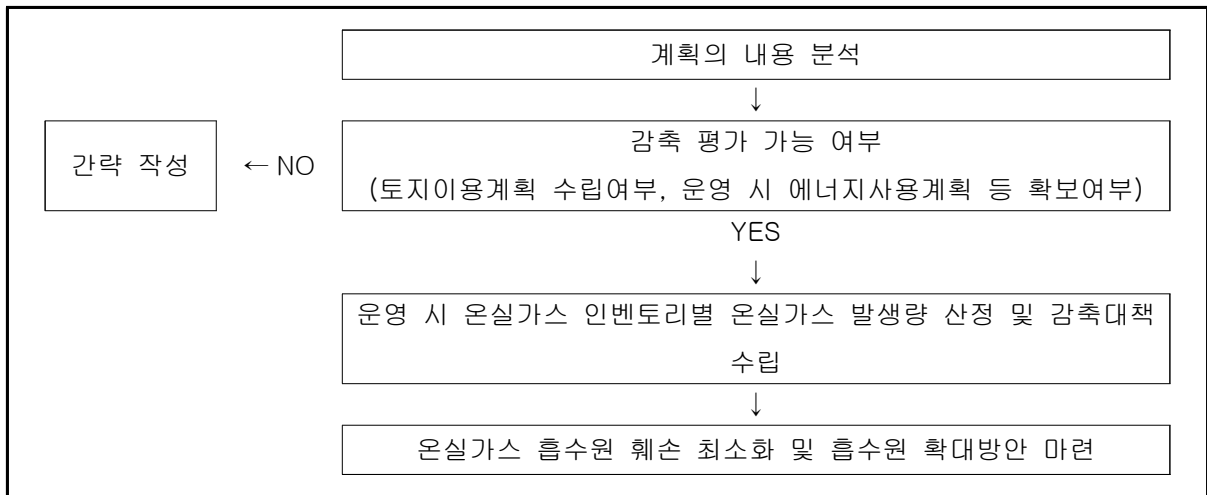 계획의 내용 분석
↓
감축 평가 가능 여부
간략 작성 ← NO
(토지이용계획 수립여부, 운영 시 에너지사용계획 등 확보여부)
YES
↓
운영 시 온실가스 인벤토리별 온실가스 발생량 산정 및 감축대책
수립
↓
온실가스 흡수원 훼손 최소화 및 흡수원 확대방안 마련